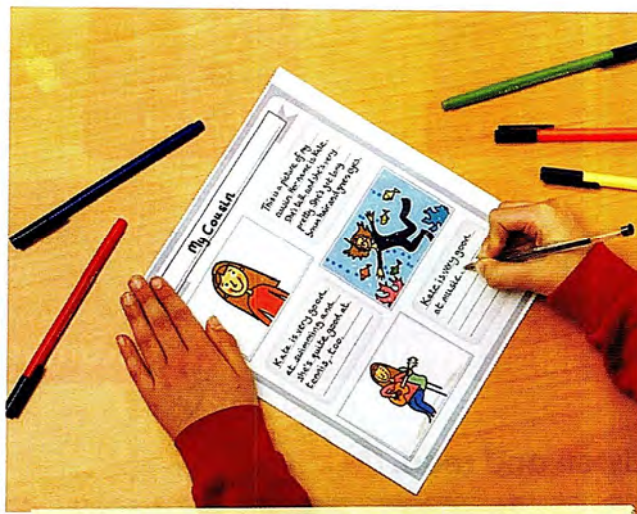 My Cousin
This is a picture of my
cousin. Her name is Kate.
She's tall and she's very
pretty. She's got long
brown hair and green eyes.
Kate is very good
at swimming and
she's quite good at
tennis, too.
Kate is very good
at music.